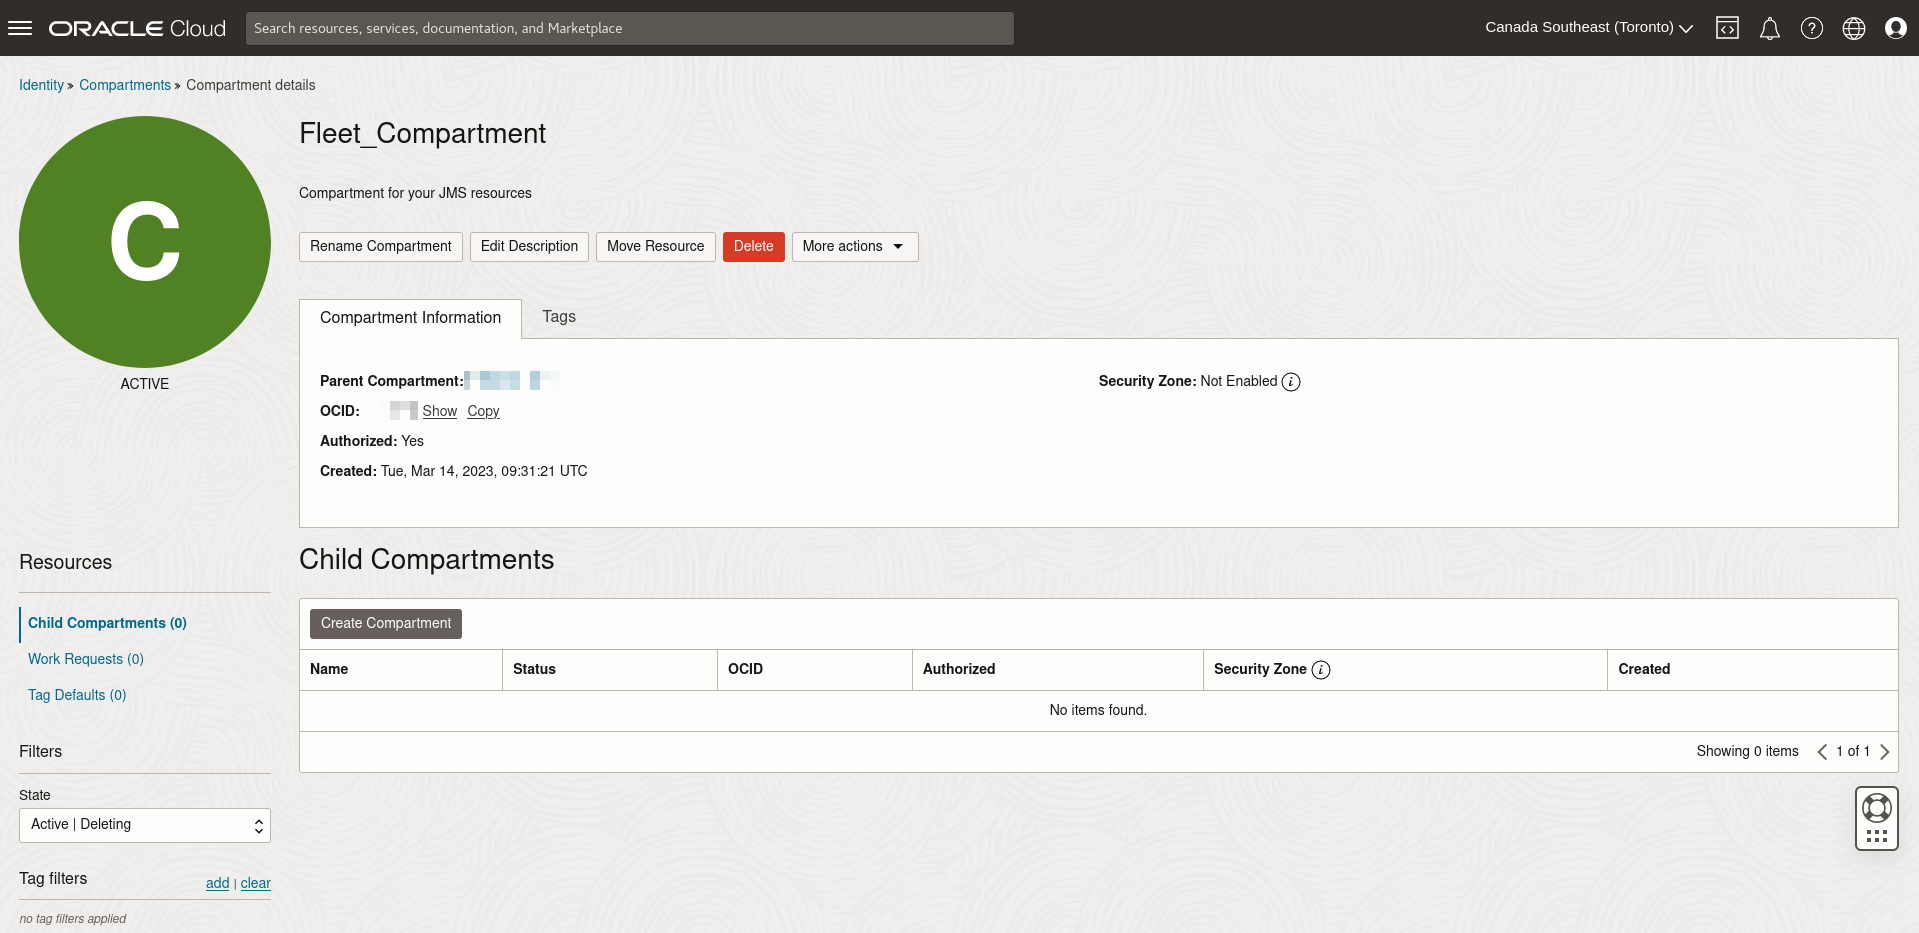 ORACLE Cloud
Search resources, services, documentation, and Marketplace
Canada Southeast (Toronto)
Identity » Compartments » Compartment details
C
ACTIVE
Fleet_Compartment
Compartment for your JMS resources
Rename Compartment
Edit Description
Move Resource
Delete
More actions
Compartment Information
Tags
Parent Compartment:
OCID: Show Copy
Authorized: Yes
Created: Tue, Mar 14, 2023, 09:31:21 UTC
Security Zone: Not Enabled
Resources
Child Compartments (0)
Work Requests (0)
Tag Defaults (0)
Filters
State
Active | Deleting
Tag filters
add | clear
no tag filters applied
Child Compartments
Create Compartment
Name Status OCID Authorized Security Zone Created
No items found.
Showing 0 items 1 of 1